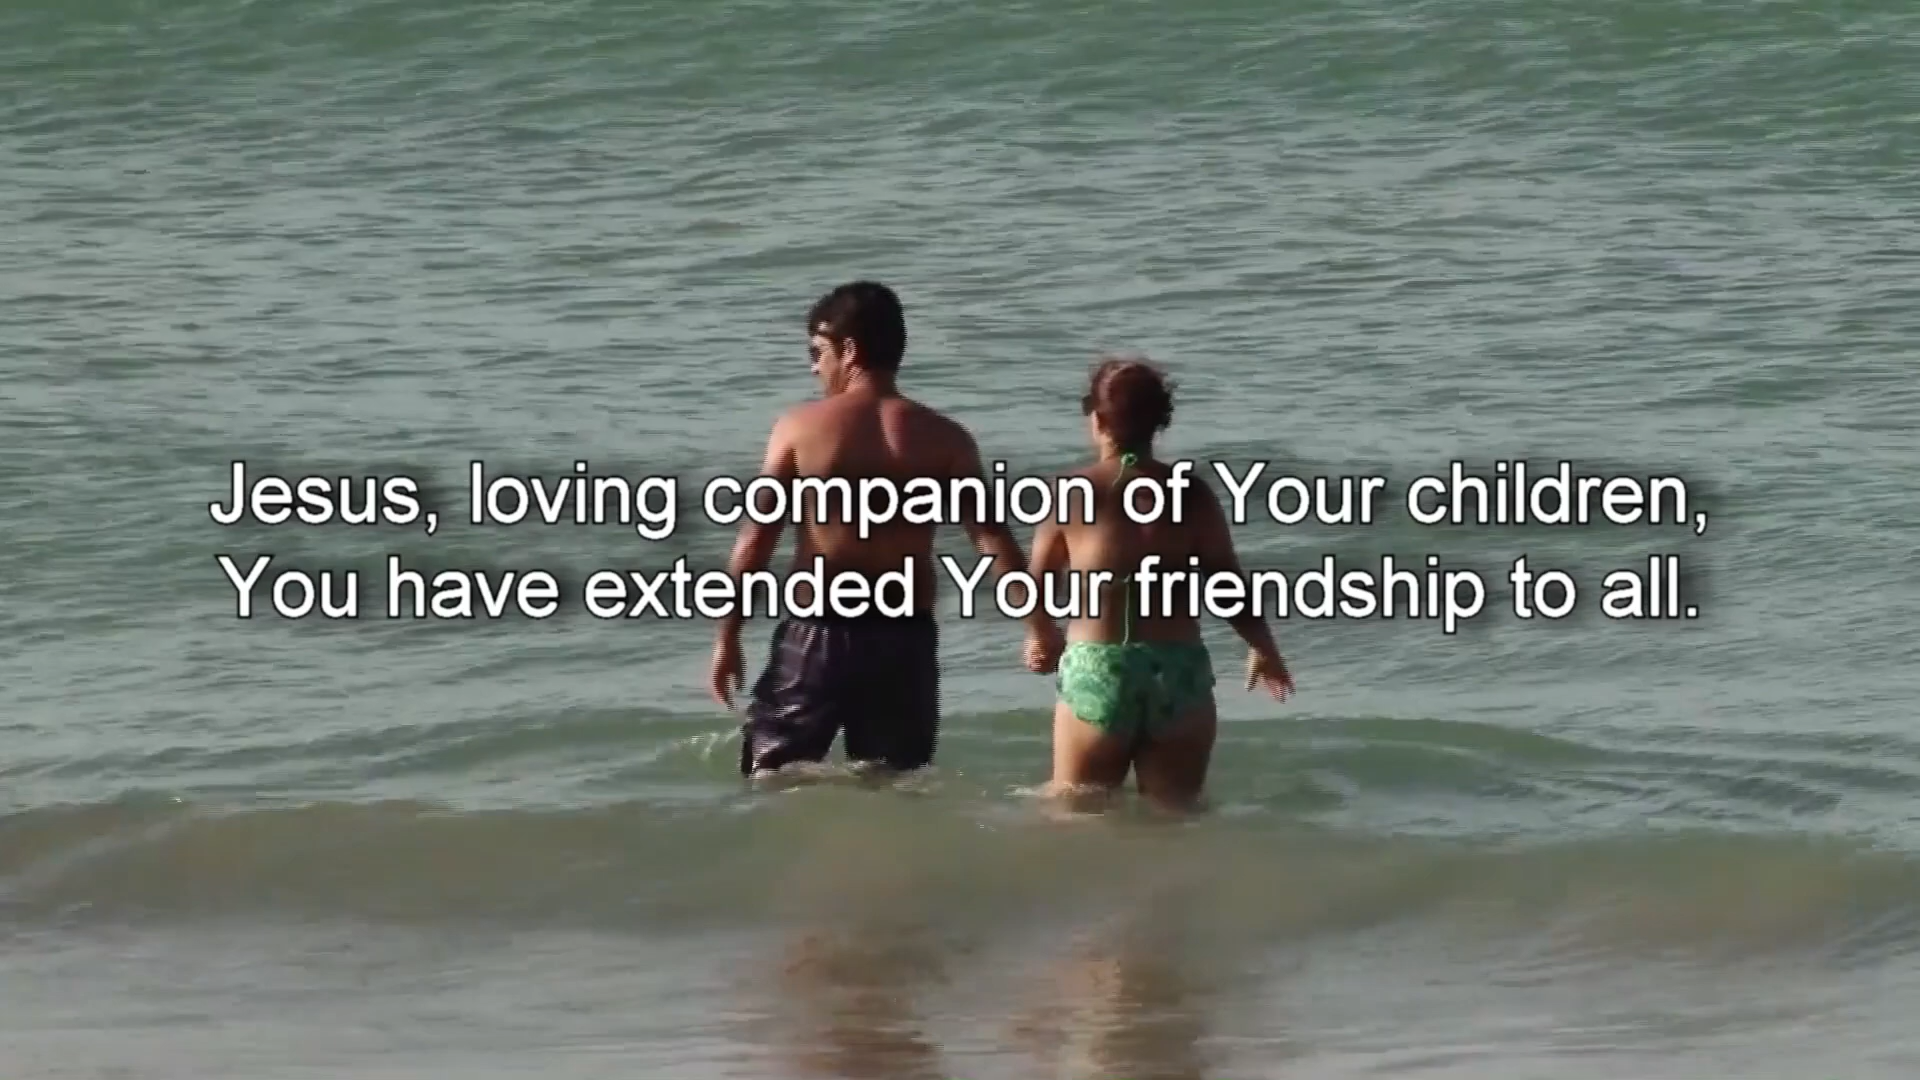 Jesus, loving companion of Your children,
You have extended Your friendship to all.